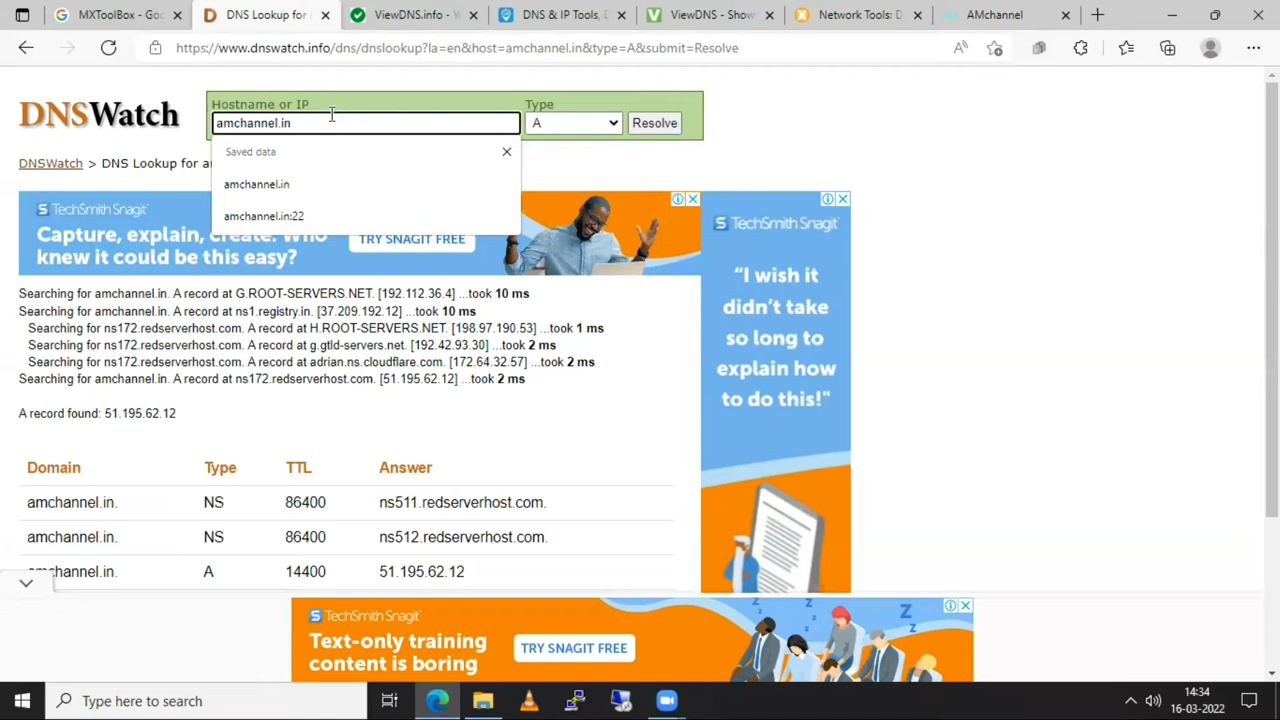 MXToolBox - Goo
DNS Lookup for a
ViewDNS.info - Yo
DNS & IP Tools, D
ViewDNS - Show
Network Tools: D
AMchannel
https://www.dnswatch.info/dns/dnslookup?la=en&host=amchannel.in&type=A&submit=Resolve
DNSWatch
Hostname or IP
Type
amchannel.in
A
Resolve
Saved data
amchannel.in
amchannel.in:22
DNSWatch > DNS Lookup for a
TechSmith Snagit
Capture, explain, create. Who
knew it could be this easy?
TRY SNAGIT FREE
TechSmith Snagit
“I wish it
didn’t take
so long to
explain how
to do this!"
Searching for amchannel.in. A record at G.ROOT-SERVERS.NET. [192.112.36.4] ...took 10 ms
Searching for amchannel.in. A record at ns1.registry.in. [37.209.192.12] ...took 10 ms
Searching for ns172.redserverhost.com. A record at H.ROOT-SERVERS.NET. [198.97.190.53] ...took 1 ms
Searching for ns172.redserverhost.com. A record at g.gtld-servers.net. [192.42.93.30] ...took 2 ms
Searching for ns172.redserverhost.com. A record at adrian.ns.cloudflare.com. [172.64.32.57] ...took 2 ms
Searching for amchannel.in. A record at ns172.redserverhost.com. [51.195.62.12] ...took 2 ms
A record found: 51.195.62.12
Domain Type TTL Answer
amchannel.in. NS 86400 ns511.redserverhost.com.
amchannel.in. NS 86400 ns512.redserverhost.com.
amchannel.in. A 14400 51.195.62.12
TechSmith Snagit
Text-only training
content is boring
TRY SNAGIT FREE
z z z z z z
Type here to search
14:34
16-03-2022